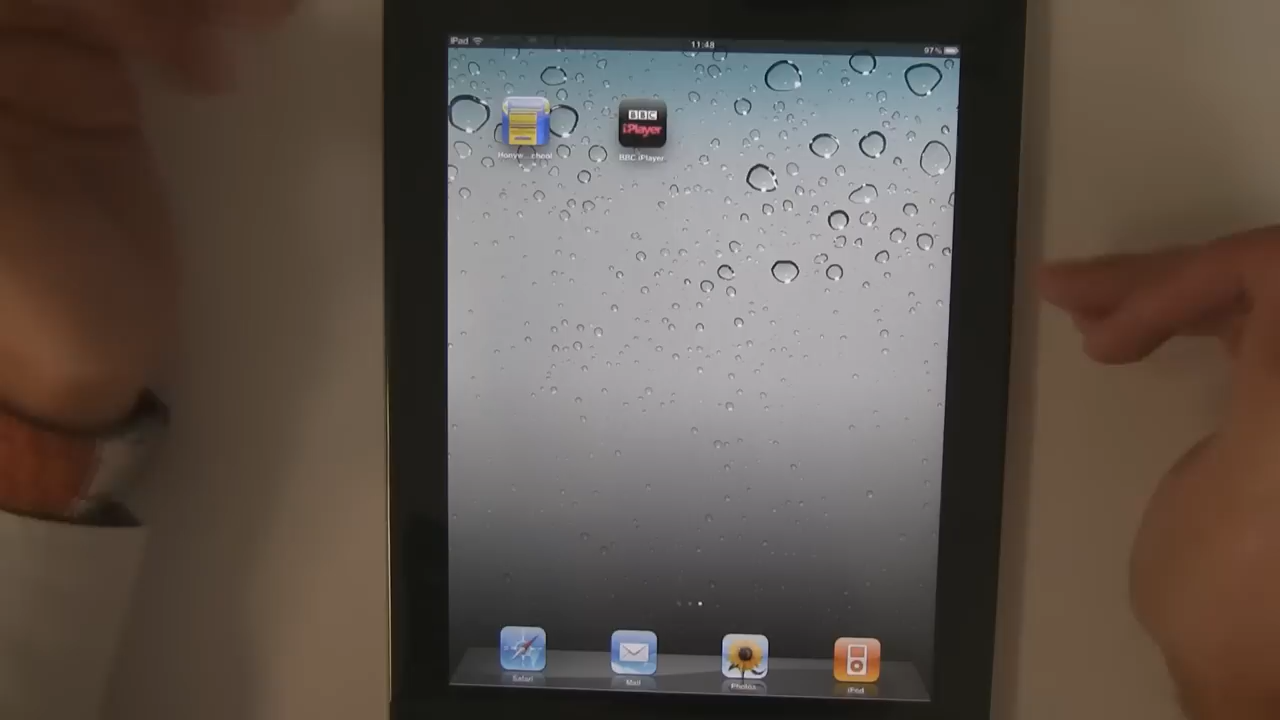 iPad
11:48
97%
BBC
iPlayer
BBC iPlayer
Safari
Mail
Photos
iPod